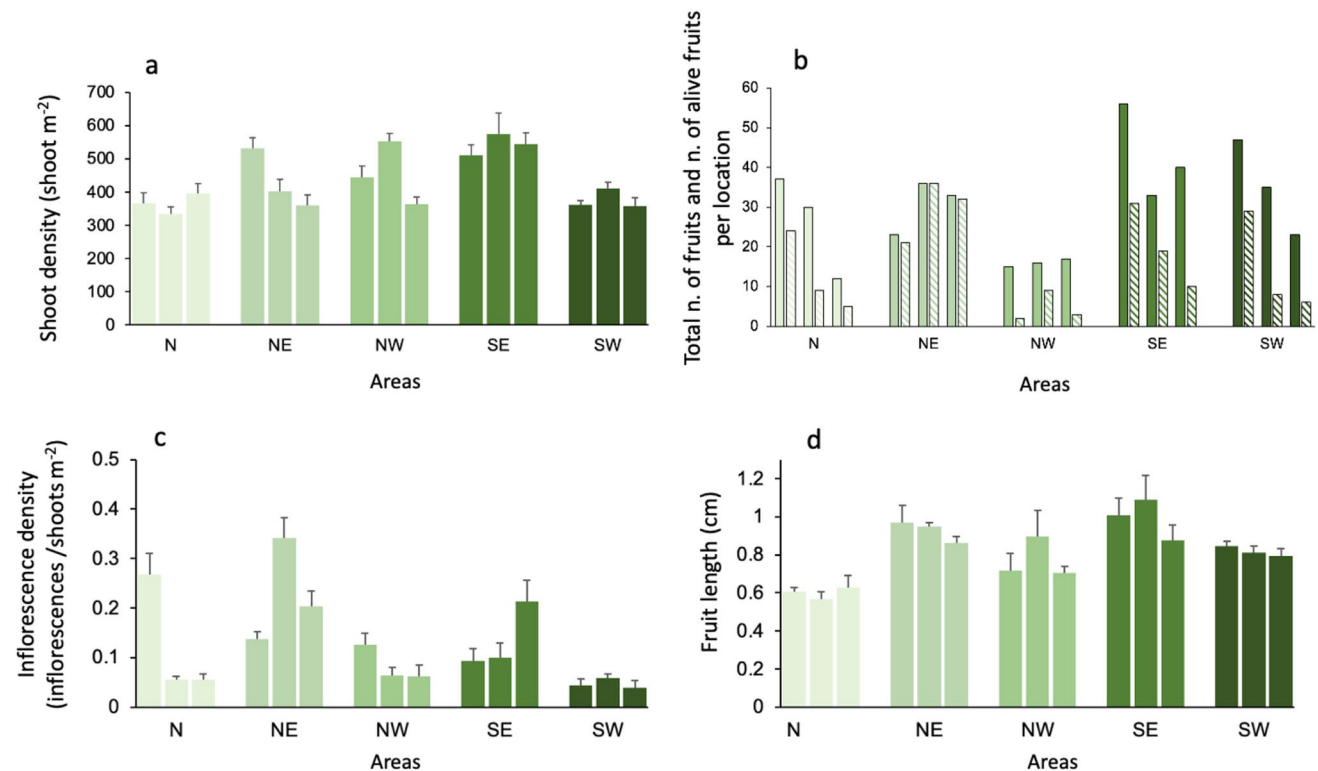 a
Shoot density (shoot m⁻²)
700
600
500
400
300
200
100
0
N NE NW SE SW
Areas
b
Total n. of fruits and n. of alive fruits
per location
60
50
40
30
20
10
0
N NE NW SE SW
Areas
c
Inflorescence density
(inflorescences /shoots m⁻²)
0.5
0.4
0.3
0.2
0.1
0
N NE NW SE SW
Areas
d
Fruit length (cm)
1.2
1
0.8
0.6
0.4
0.2
0
N NE NW SE SW
Areas